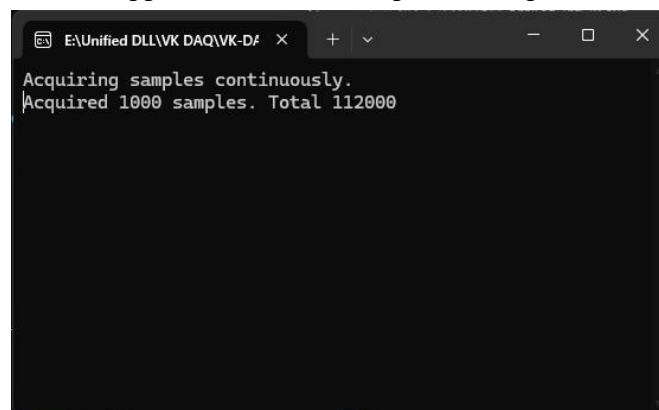 E:\Unified DLL\VK DAQ\VK-DA
Acquiring samples continuously.
Acquired 1000 samples. Total 112000